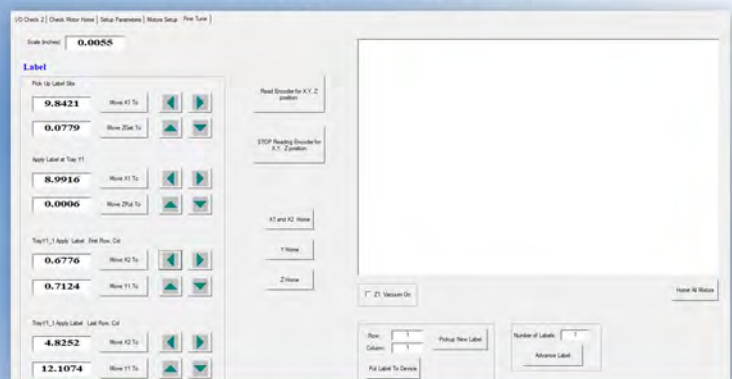 I/O Check 2 Check Motor Home Setup Parameters Motors Setup Fine Tune
Scale (inches) 0.0055
Label
Pick Up Label Site
9.8421 Move X1 To
0.0779 Move ZGet To
Apply Label at Tray Y1
8.9916 Move X1 To
0.0006 Move ZPut To
TrayY1_1 Apply Label First Row, Col
0.6776 Move X2 To
0.7124 Move Y1 To
TrayY1_1 Apply Label Last Row, Col
4.8252 Move X2 To
12.1074 Move Y1 To
Read Encoder for X,Y, Z
position
STOP Reading Encoder for
X,Y, Z position
X1 and X2 Home
Y Home
Z Home
Z1 Vacuum On
Home All Motors
Row: 1
Column: 1
Pickup New Label
Put Label To Device
Number of Labels: 1
Advance Label